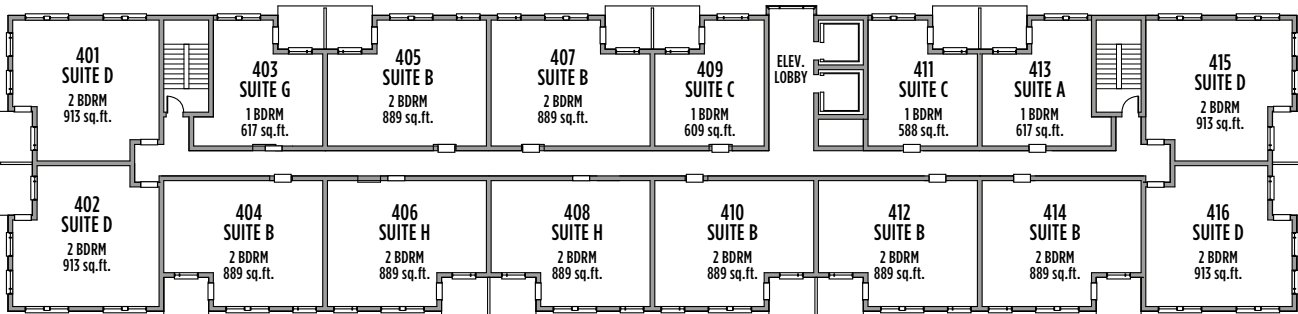 401
SUITE D
2 BDRM
913 sq.ft.
403
SUITE G
1 BDRM
617 sq.ft.
405
SUITE B
2 BDRM
889 sq.ft.
407
SUITE B
2 BDRM
889 sq.ft.
409
SUITE C
1 BDRM
609 sq.ft.
ELEV.
LOBBY
411
SUITE C
1 BDRM
588 sq.ft.
413
SUITE A
1 BDRM
617 sq.ft.
415
SUITE D
2 BDRM
913 sq.ft.
402
SUITE D
2 BDRM
913 sq.ft.
404
SUITE B
2 BDRM
889 sq.ft.
406
SUITE H
2 BDRM
889 sq.ft.
408
SUITE H
2 BDRM
889 sq.ft.
410
SUITE B
2 BDRM
889 sq.ft.
412
SUITE B
2 BDRM
889 sq.ft.
414
SUITE B
2 BDRM
889 sq.ft.
416
SUITE D
2 BDRM
913 sq.ft.